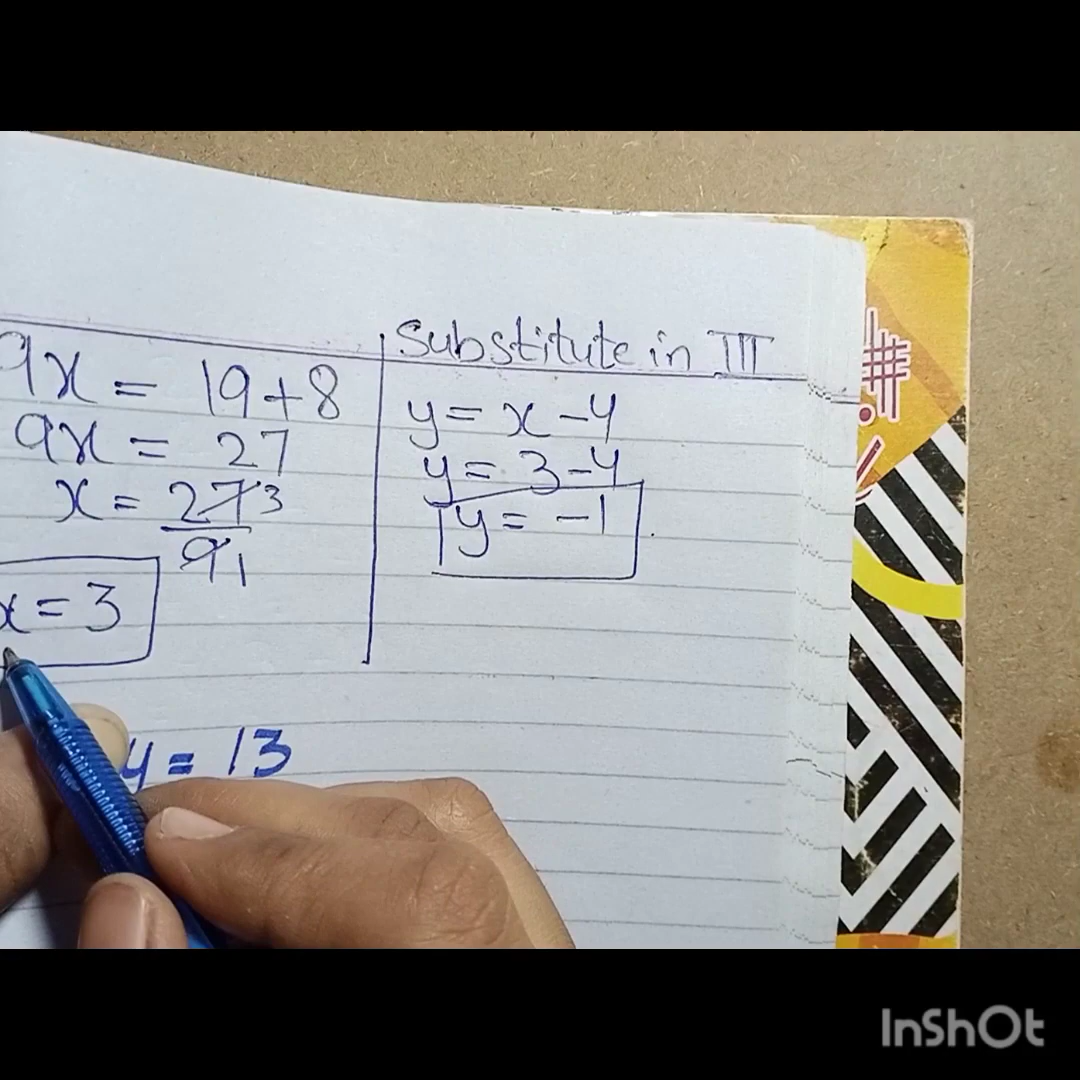 9x = 19+8
9x = 27
x = 27 3
9 1
x = 3
Substitute in III
y = x - 4
y = 3 - 4
y = -1
y = 13
InShOt